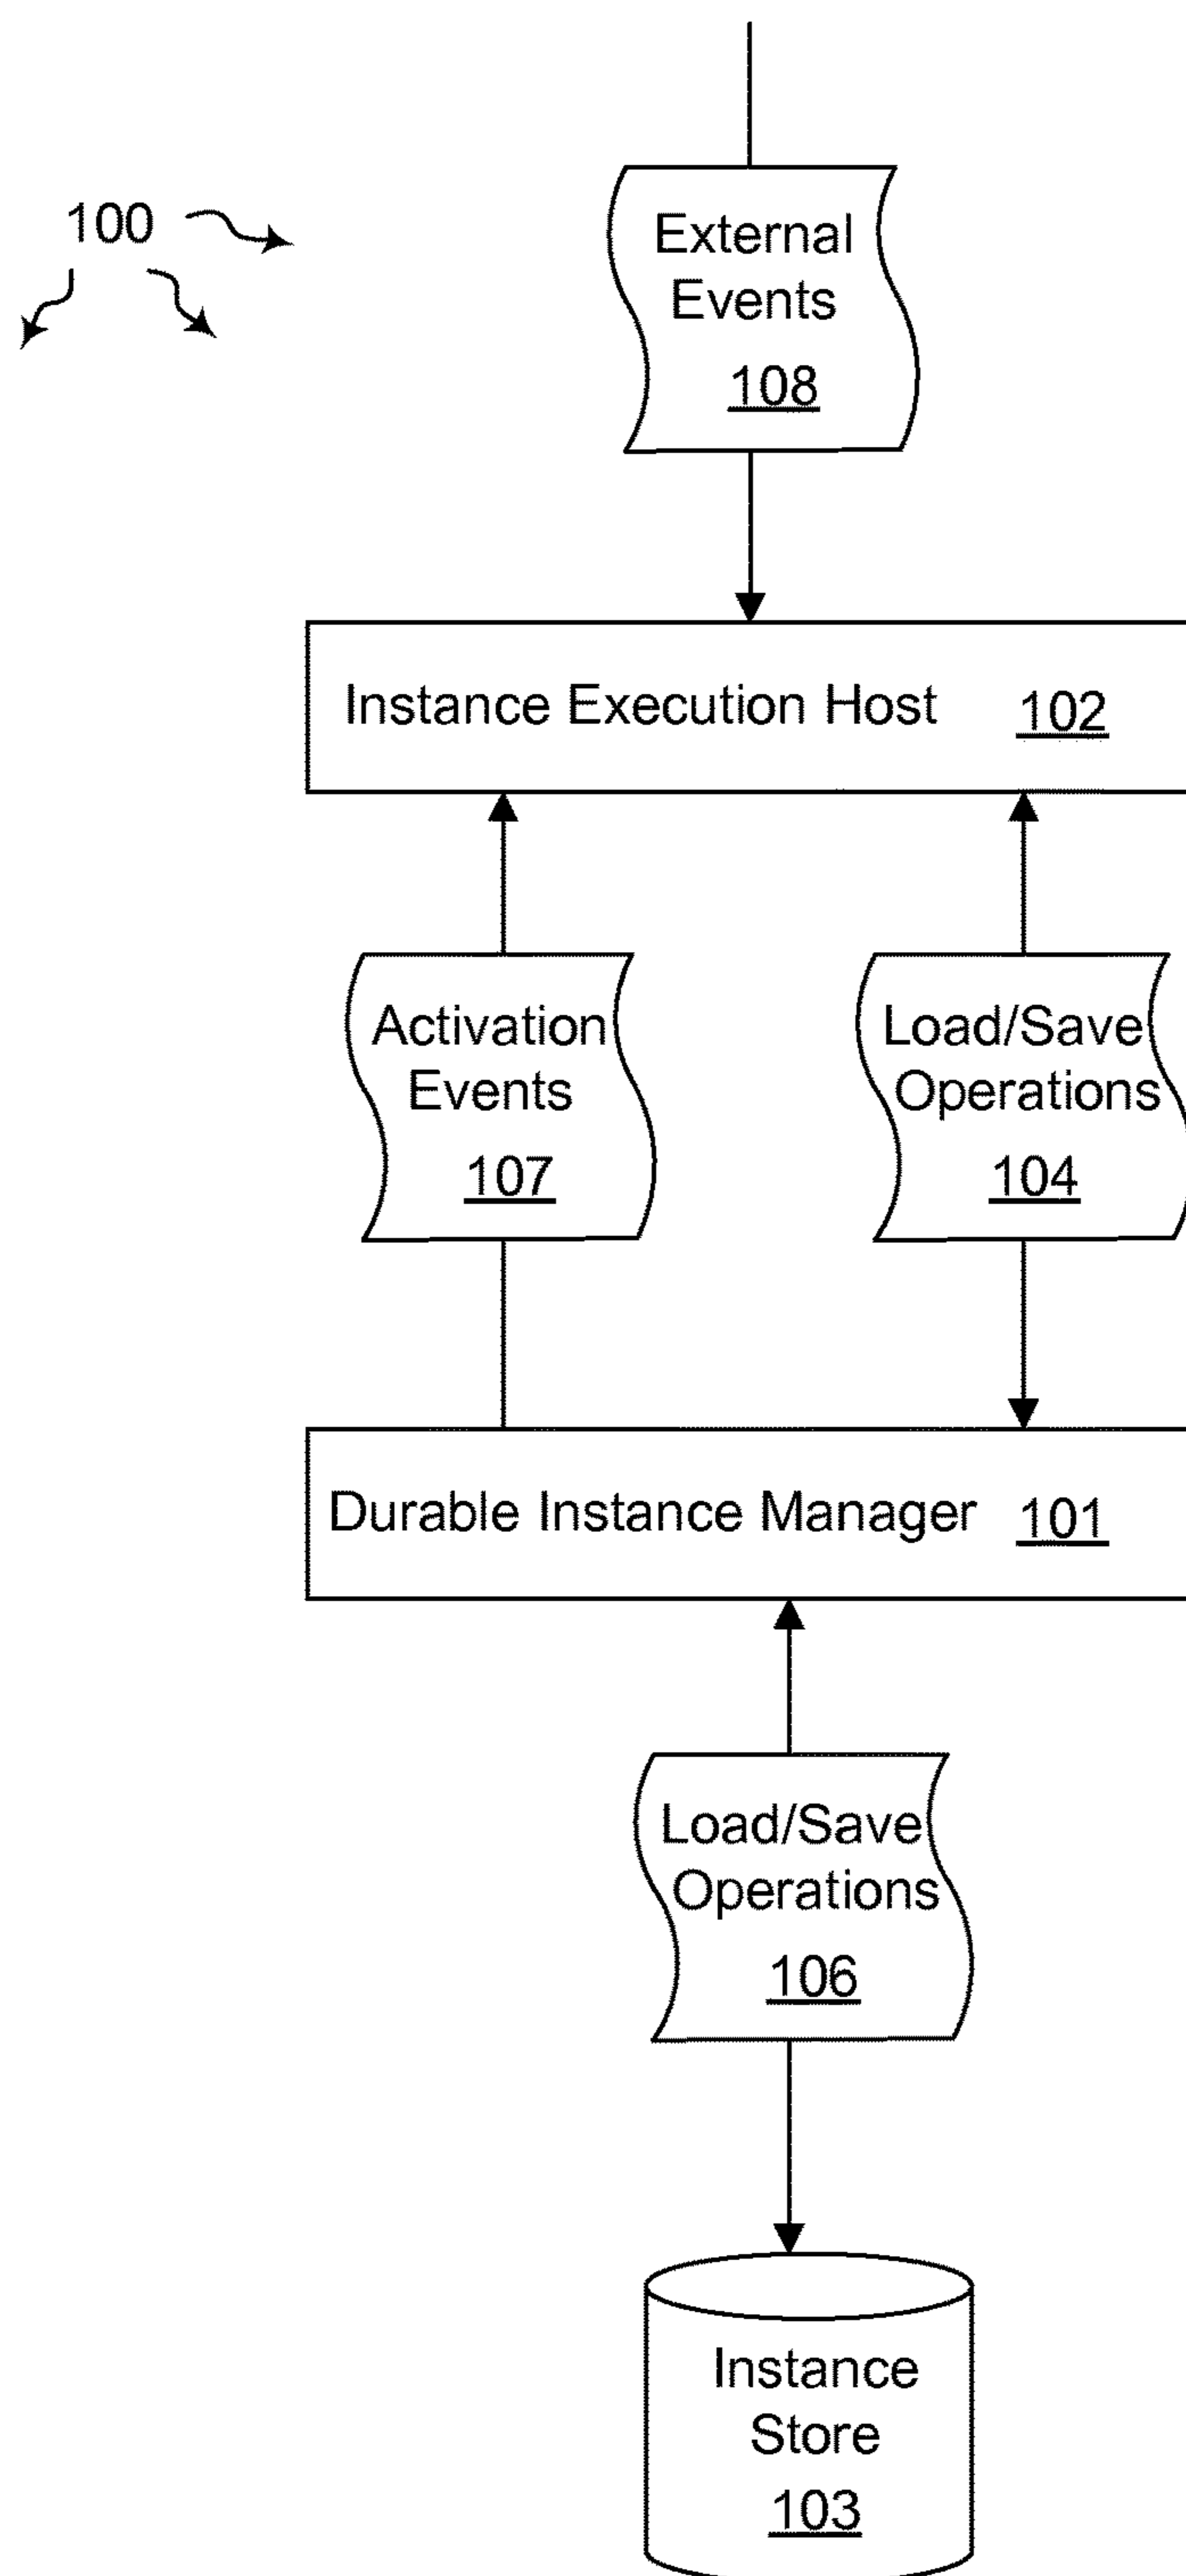 100
External
Events
108
Instance Execution Host 102
Activation
Events
107
Load/Save
Operations
104
Durable Instance Manager 101
Load/Save
Operations
106
Instance
Store
103